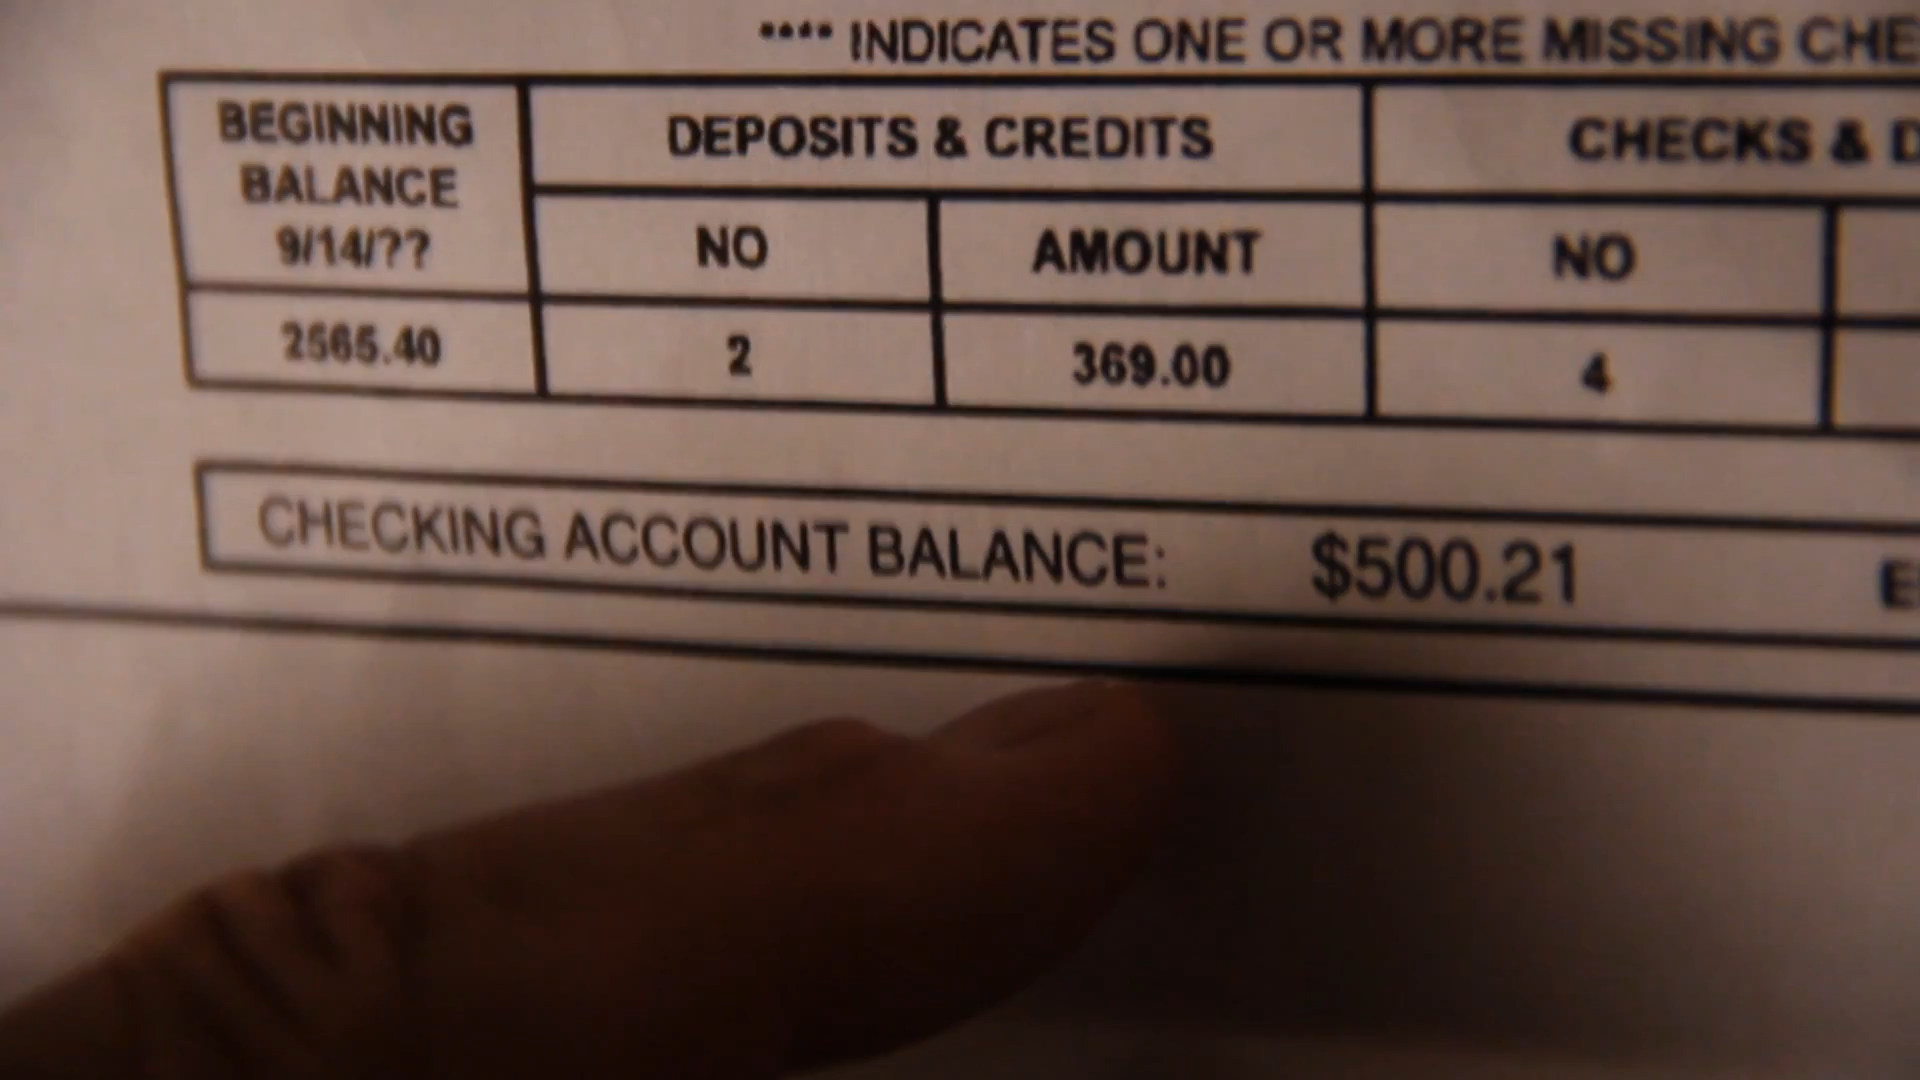 **** INDICATES ONE OR MORE MISSING CHE
BEGINNING
BALANCE
9/14/??
DEPOSITS & CREDITS
CHECKS & D
NO
AMOUNT
NO
2565.40
2
369.00
4
CHECKING ACCOUNT BALANCE: $500.21 E